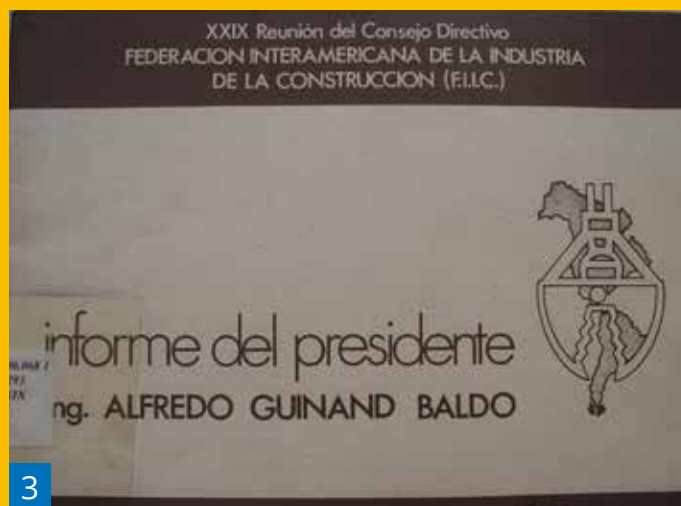 XXIX Reunión del Consejo Directivo
FEDERACION INTERAMERICANA DE LA INDUSTRIA
DE LA CONSTRUCCION (F.I.I.C.)
informe del presidente
ng. ALFREDO GUINAND BALDO
3